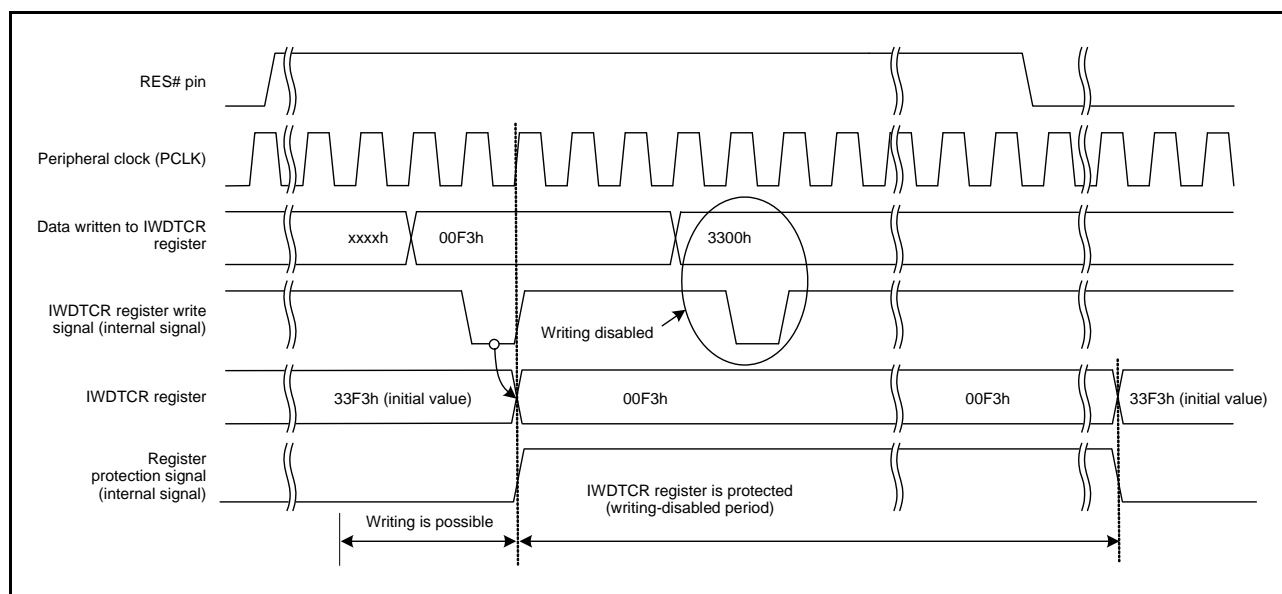 RES# pin
Peripheral clock (PCLK)
Data written to IWDTCR
register
xxxxh
00F3h
3300h
IWDTCR register write
signal (internal signal)
Writing disabled
IWDTCR register
33F3h (initial value)
00F3h
00F3h
33F3h (initial value)
Register
protection signal
(internal signal)
IWDTCR register is protected
(writing-disabled period)
Writing is possible